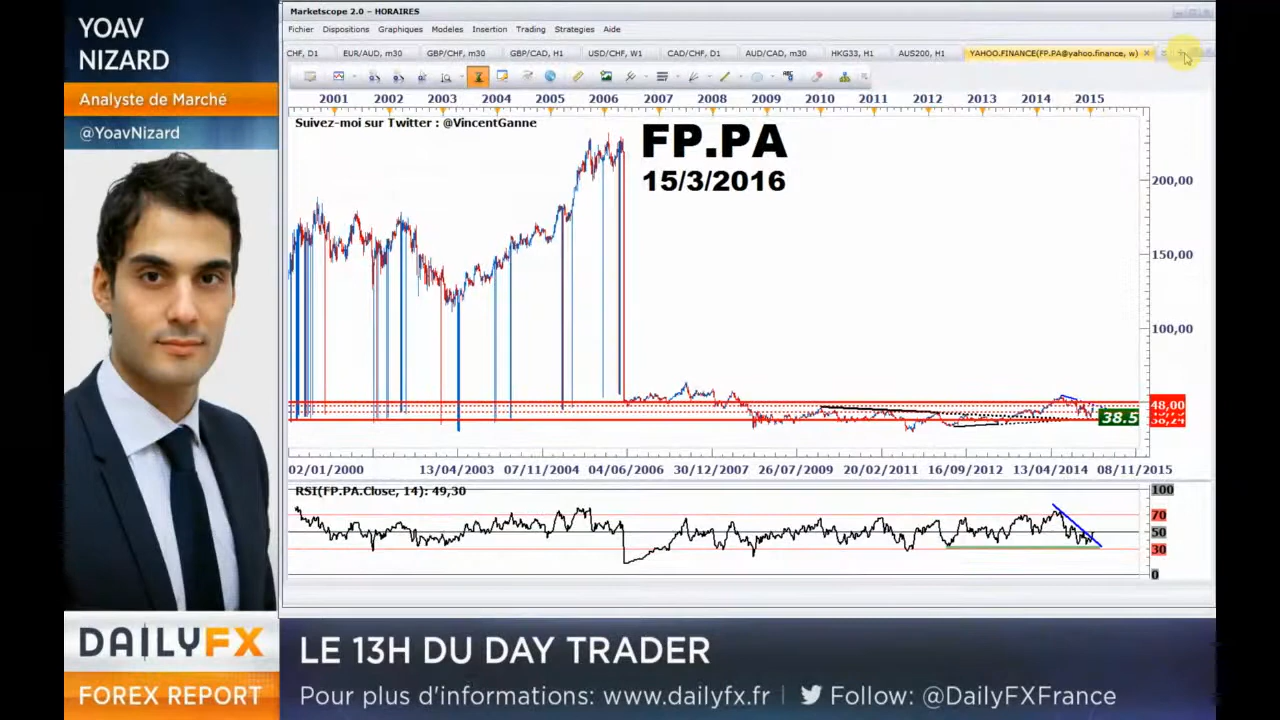 YOAV
NIZARD
Analyste de Marché
@YoavNizard
Marketscope 2.0 - HORAIRES
Fichier Dispositions Graphiques Modeles Insertion Trading Strategies Aide
CHF, D1 EUR/AUD, m30 GBP/CHF, m30 GBP/CAD, H1 USD/CHF, W1 CAD/CHF, D1 AUD/CAD, m30 HKG33, H1 AUS200, H1 YAHOO.FINANCE(FP.PA@yahoo.finance, w)
2001 2002 2003 2004 2005 2006 2007 2008 2009 2010 2011 2012 2013 2014 2015
Suivez-moi sur Twitter : @VincentGanne
FP.PA
15/3/2016
200,00
150,00
100,00
48,00
38.5
38,24
02/01/2000 13/04/2003 07/11/2004 04/06/2006 30/12/2007 26/07/2009 20/02/2011 16/09/2012 13/04/2014 08/11/2015
RSI(FP.PA.Close, 14): 49,30
100
70
50
30
0
DAILYFX
FOREX REPORT
LE 13H DU DAY TRADER
Pour plus d'informations: www.dailyfx.fr | Follow: @DailyFXFrance